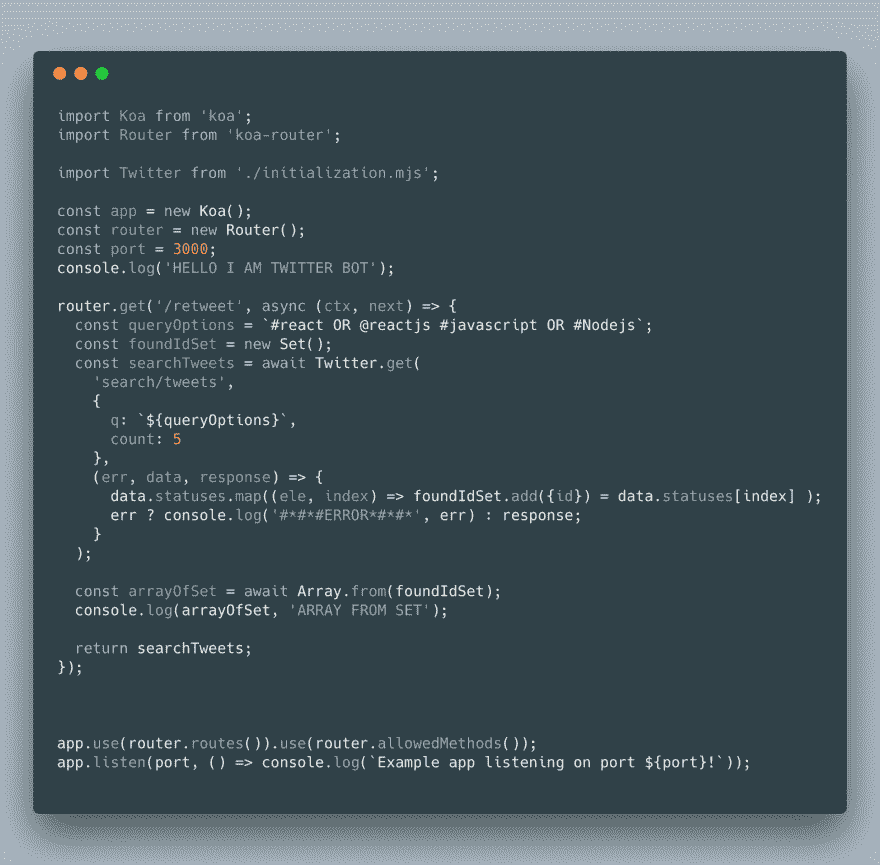 import Koa from 'koa';
import Router from 'koa-router';
import Twitter from './initialization.mjs';
const app = new Koa();
const router = new Router();
const port = 3000;
console.log('HELLO I AM TWITTER BOT');
router.get('/retweet', async (ctx, next) => {
  const queryOptions = `#react OR @reactjs #javascript OR #Nodejs`;
  const foundIdSet = new Set();
  const searchTweets = await Twitter.get(
    'search/tweets',
    {
      q: `${queryOptions}`,
      count: 5
    },
    (err, data, response) => {
      data.statuses.map((ele, index) => foundIdSet.add({id}) = data.statuses[index] );
      err ? console.log('#*#*#ERROR*#*#*', err) : response;
    }
  );
  const arrayOfSet = await Array.from(foundIdSet);
  console.log(arrayOfSet, 'ARRAY FROM SET');
  return searchTweets;
});
app.use(router.routes()).use(router.allowedMethods());
app.listen(port, () => console.log(`Example app listening on port ${port}!`));